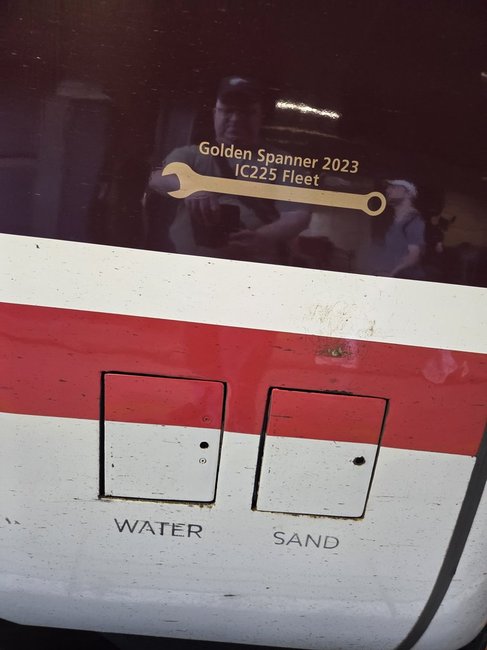 Golden Spanner 2023
IC225 Fleet
WATER
SAND